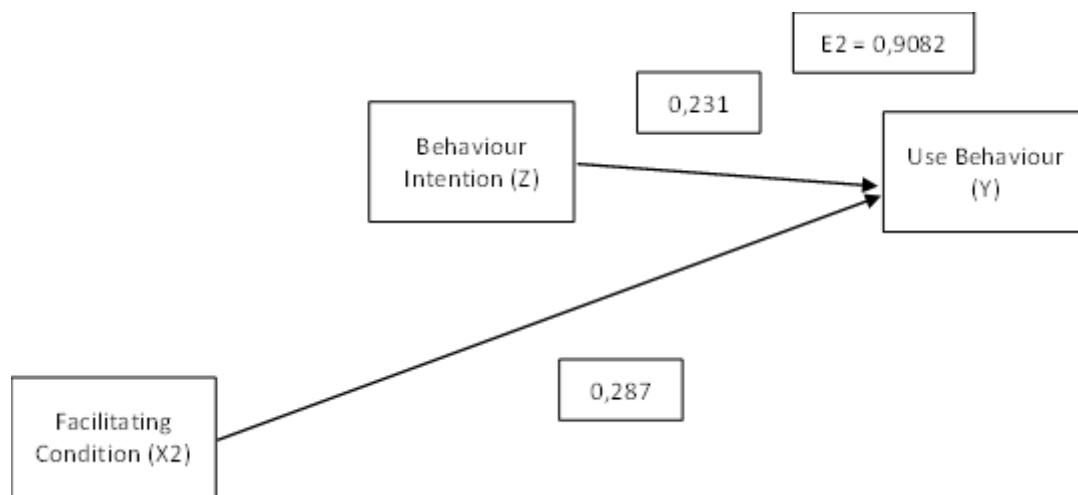 E2 = 0,9082
0,231
Behaviour
Intention (Z)
Use Behaviour
(Y)
0,287
Facilitating
Condition (X2)